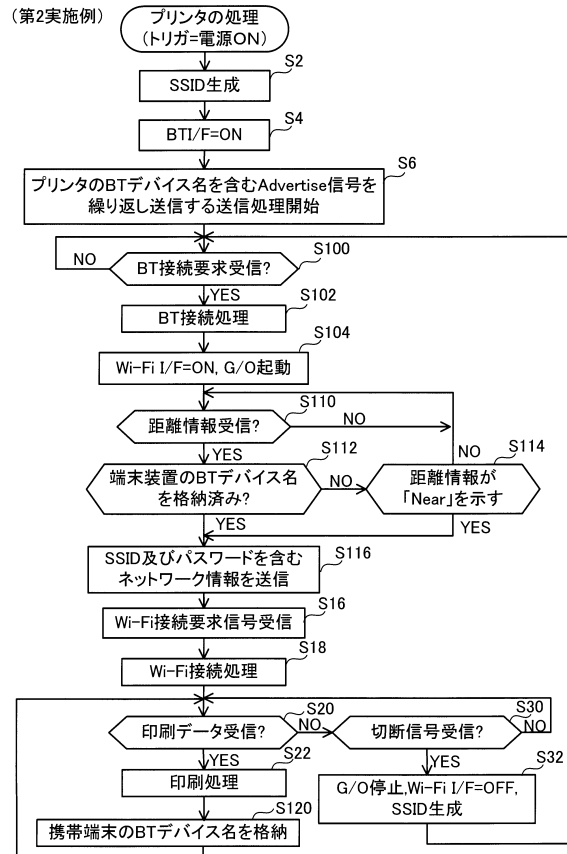 (第2実施例)
プリンタの処理
(トリガ=電源ON)
S2
SSID生成
S4
BTI/F=ON
S6
プリンタのBTデバイス名を含むAdvertise信号を
繰り返し送信する送信処理開始
S100
NO
BT接続要求受信?
YES
S102
BT接続処理
S104
Wi-Fi I/F=ON, G/O起動
S110
距離情報受信?
NO
YES
S112
端末装置のBTデバイス名
を格納済み?
NO
YES
S114
NO
距離情報が
「Near」を示す
YES
S116
SSID及びパスワードを含む
ネットワーク情報を送信
S16
Wi-Fi接続要求信号受信
S18
Wi-Fi接続処理
S20
印刷データ受信?
NO
YES
S30
切断信号受信?
NO
YES
S22
印刷処理
S32
G/O停止,Wi-Fi I/F=OFF,
SSID生成
S120
携帯端末のBTデバイス名を格納